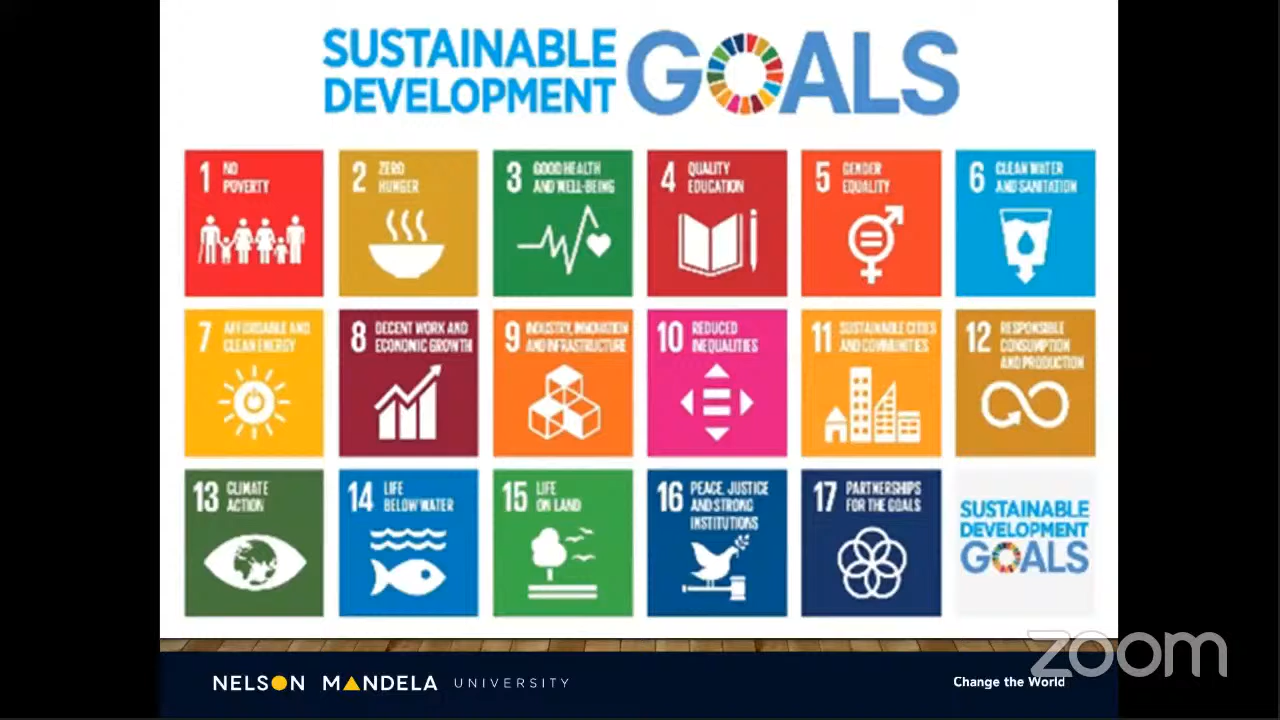 SUSTAINABLE
DEVELOPMENT
GOALS
1 NO
POVERTY
2 ZERO
HUNGER
3 GOOD HEALTH
AND WELL-BEING
4 QUALITY
EDUCATION
5 GENDER
EQUALITY
6 CLEAN WATER
AND SANITATION
7 AFFORDABLE AND
CLEAN ENERGY
8 DECENT WORK AND
ECONOMIC GROWTH
9 INDUSTRY, INNOVATION
AND INFRASTRUCTURE
10 REDUCED
INEQUALITIES
11 SUSTAINABLE CITIES
AND COMMUNITIES
12 RESPONSIBLE
CONSUMPTION
AND PRODUCTION
13 CLIMATE
ACTION
14 LIFE
BELOW WATER
15 LIFE
ON LAND
16 PEACE, JUSTICE
AND STRONG
INSTITUTIONS
17 PARTNERSHIPS
FOR THE GOALS
SUSTAINABLE
DEVELOPMENT
GOALS
NELSON MANDELA UNIVERSITY
Change the World
zoom